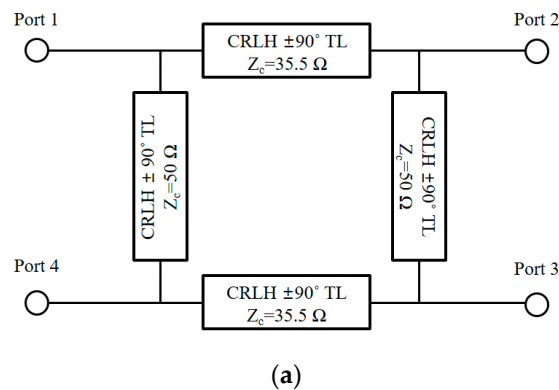 Port 1
Port 2
CRLH ±90° TL
Zc=35.5 Ω
CRLH ± 90° TL
Zc=50 Ω
CRLH ±90° TL
Zc=50 Ω
Port 4
Port 3
CRLH ±90° TL
Zc=35.5 Ω
(a)